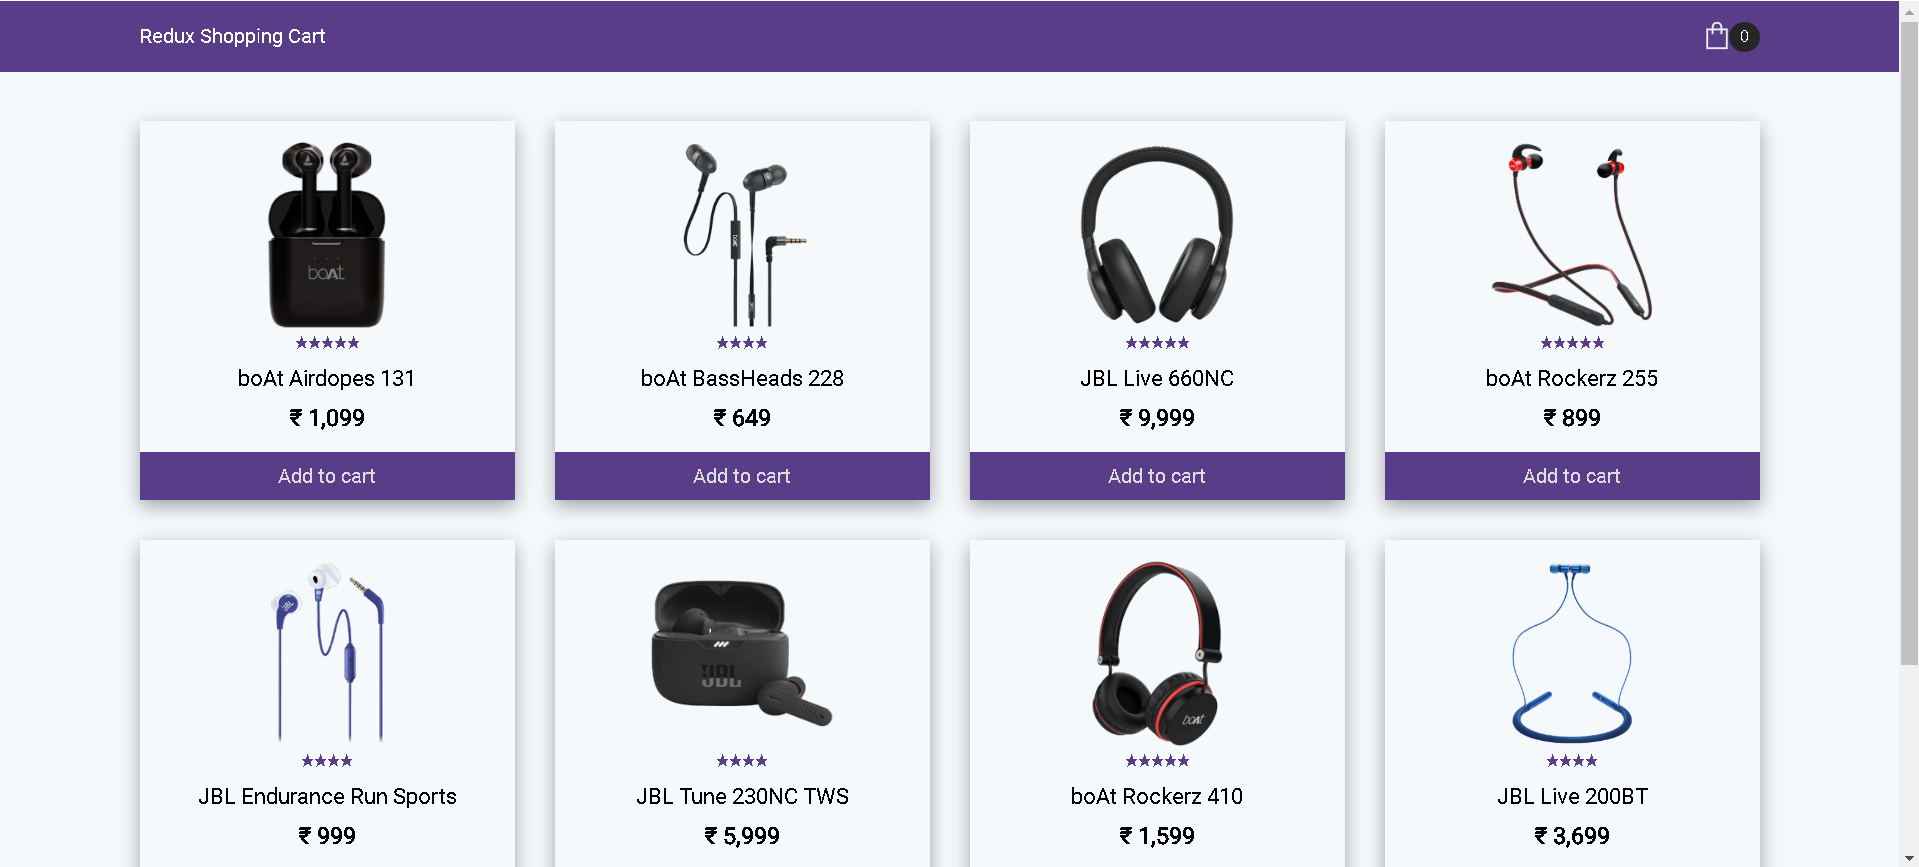 Redux Shopping Cart
0
boAt
boAt
★★★★★
★★★★
★★★★★
★★★★★
boAt Airdopes 131
boAt BassHeads 228
JBL Live 660NC
boAt Rockerz 255
₹ 1,099
₹ 649
₹ 9,999
₹ 899
Add to cart
Add to cart
Add to cart
Add to cart
JBL
JBL
boAt
★★★★
★★★★
★★★★★
★★★★
JBL Endurance Run Sports
JBL Tune 230NC TWS
boAt Rockerz 410
JBL Live 200BT
₹ 999
₹ 5,999
₹ 1,599
₹ 3,699